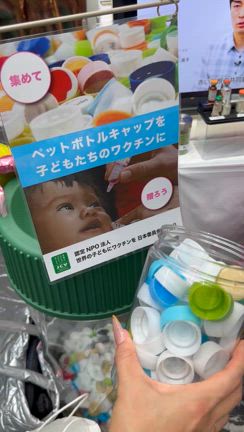 集めて
ペットボトルキャップを
子どもたちのワクチンに
贈ろう
JCV
認定NPO法人
世界の子どもにワクチンを 日本委員会